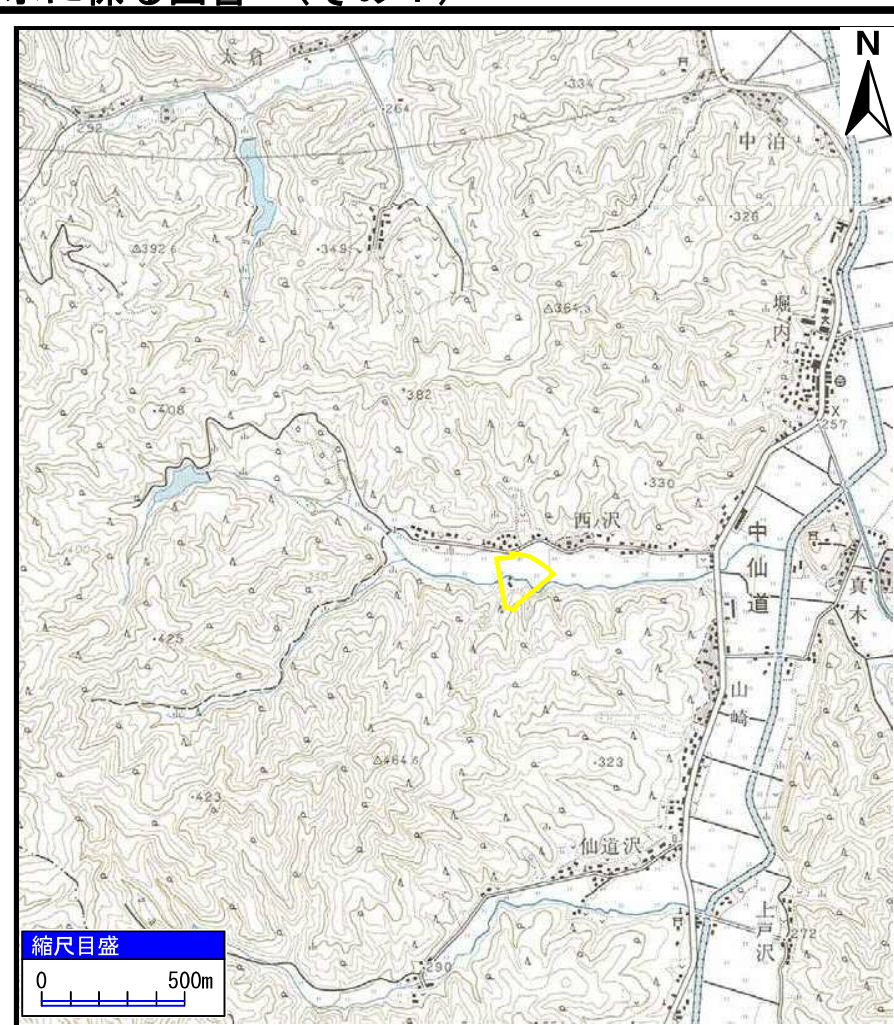 N
太倉
264
・334
292
中泊
・326
△392.6
・349
堀内
△364.3
・382
・408
257
・330
西ノ沢
中仙道
真木
・425
山崎
△464.6
・323
・423
仙道沢
上戸沢
272
290
縮尺目盛
0 500m